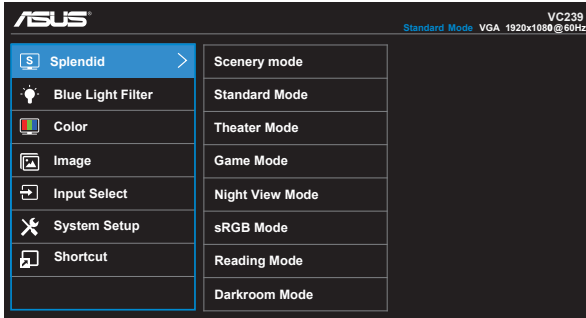 ASUS
VC239
Standard Mode VGA 1920x1080@60Hz
S Splendid
Blue Light Filter
Color
Image
Input Select
System Setup
Shortcut
Scenery mode
Standard Mode
Theater Mode
Game Mode
Night View Mode
sRGB Mode
Reading Mode
Darkroom Mode